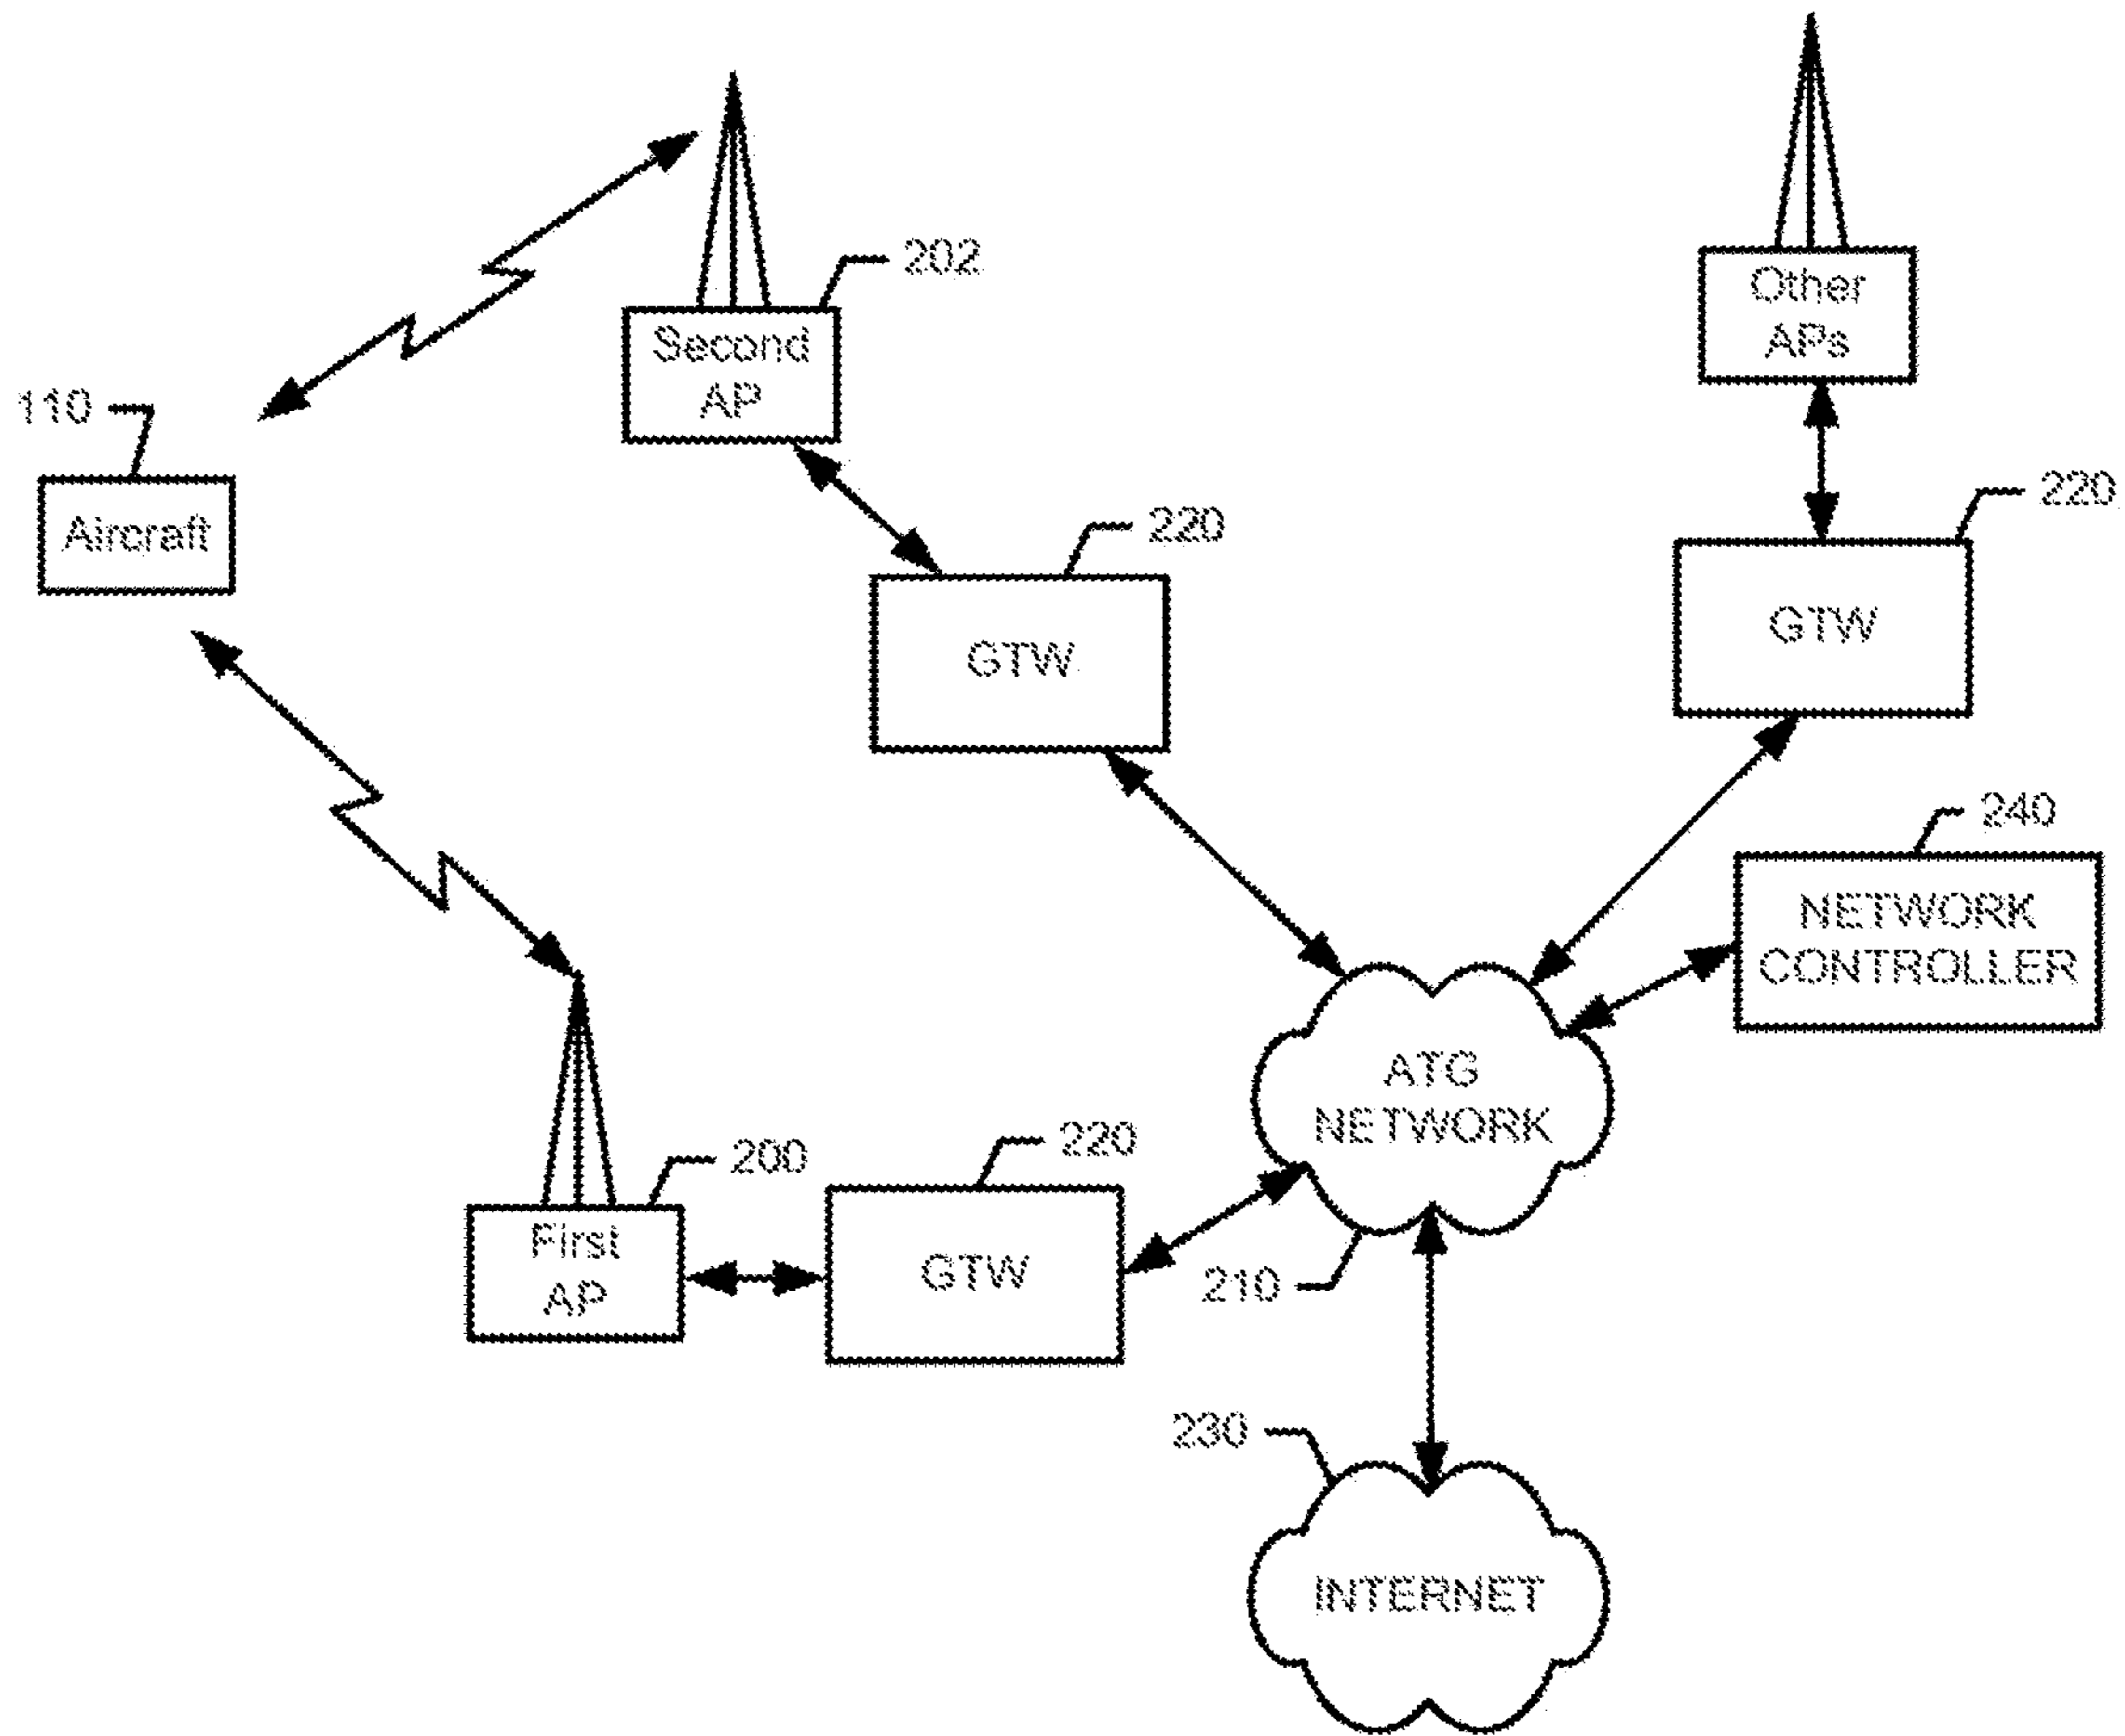 202
Second
AP
Other
APs
110
Aircraft
220
GTW
220
GTW
240
NETWORK
CONTROLLER
ATG
NETWORK
210
200
First
AP
220
GTW
230
INTERNET